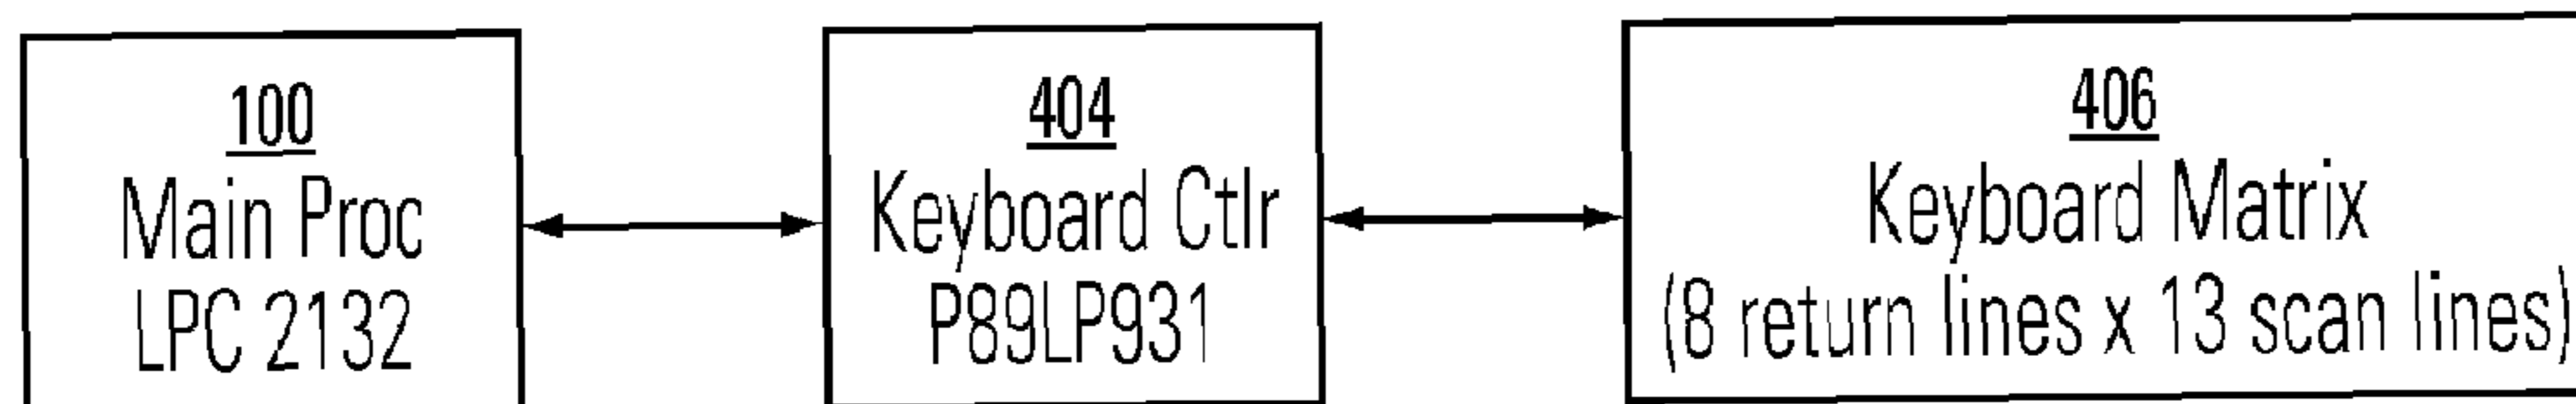 100
Main Proc
LPC 2132
404
Keyboard Ctlr
P89LP931
406
Keyboard Matrix
(8 return lines x 13 scan lines)